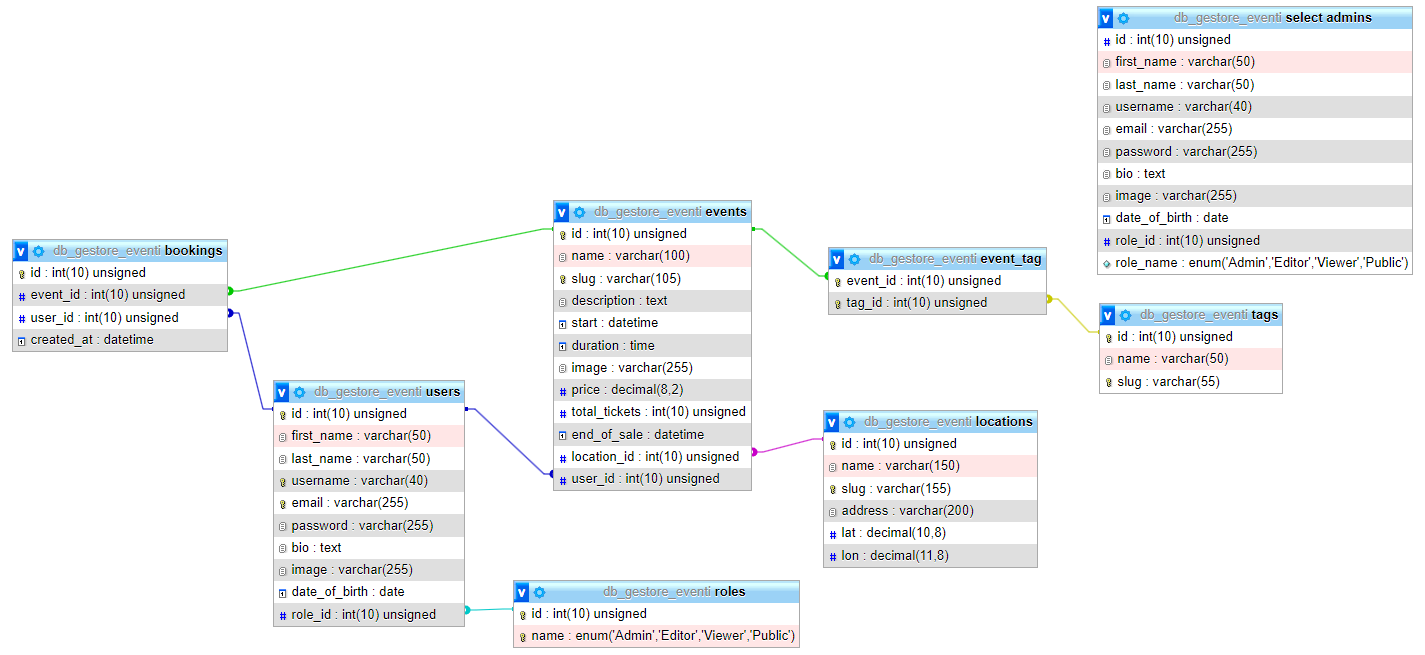 db_gestore_eventi select admins
id : int(10) unsigned
first_name : varchar(50)
last_name : varchar(50)
username : varchar(40)
email : varchar(255)
password : varchar(255)
bio : text
image : varchar(255)
date_of_birth : date
role_id : int(10) unsigned
role_name : enum('Admin','Editor','Viewer','Public')
db_gestore_eventi bookings
id : int(10) unsigned
event_id : int(10) unsigned
user_id : int(10) unsigned
created_at : datetime
db_gestore_eventi events
id : int(10) unsigned
name : varchar(100)
slug : varchar(105)
description : text
start : datetime
duration : time
image : varchar(255)
price : decimal(8,2)
total_tickets : int(10) unsigned
end_of_sale : datetime
location_id : int(10) unsigned
user_id : int(10) unsigned
db_gestore_eventi event_tag
event_id : int(10) unsigned
tag_id : int(10) unsigned
db_gestore_eventi tags
id : int(10) unsigned
name : varchar(50)
slug : varchar(55)
db_gestore_eventi users
id : int(10) unsigned
first_name : varchar(50)
last_name : varchar(50)
username : varchar(40)
email : varchar(255)
password : varchar(255)
bio : text
image : varchar(255)
date_of_birth : date
role_id : int(10) unsigned
db_gestore_eventi locations
id : int(10) unsigned
name : varchar(150)
slug : varchar(155)
address : varchar(200)
lat : decimal(10,8)
lon : decimal(11,8)
db_gestore_eventi roles
id : int(10) unsigned
name : enum('Admin','Editor','Viewer','Public')